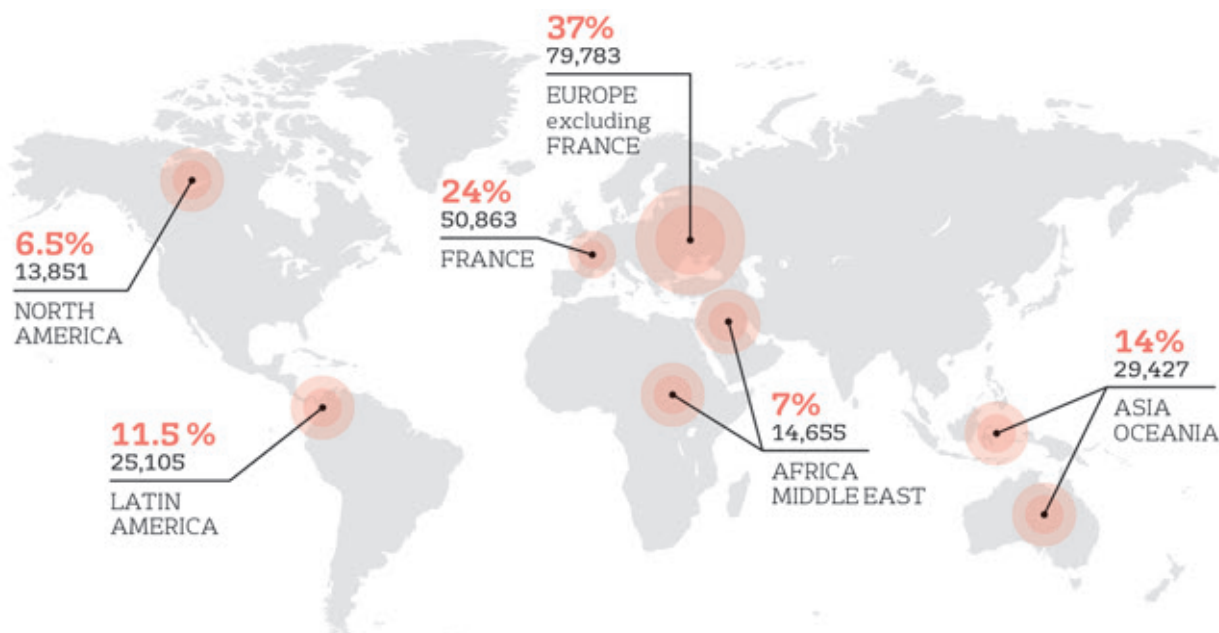 37%
79,783
EUROPE
excluding
FRANCE
24%
50,863
FRANCE
6.5%
13,851
NORTH
AMERICA
14%
29,427
ASIA
OCEANIA
7%
14,655
AFRICA
MIDDLE EAST
11.5 %
25,105
LATIN
AMERICA